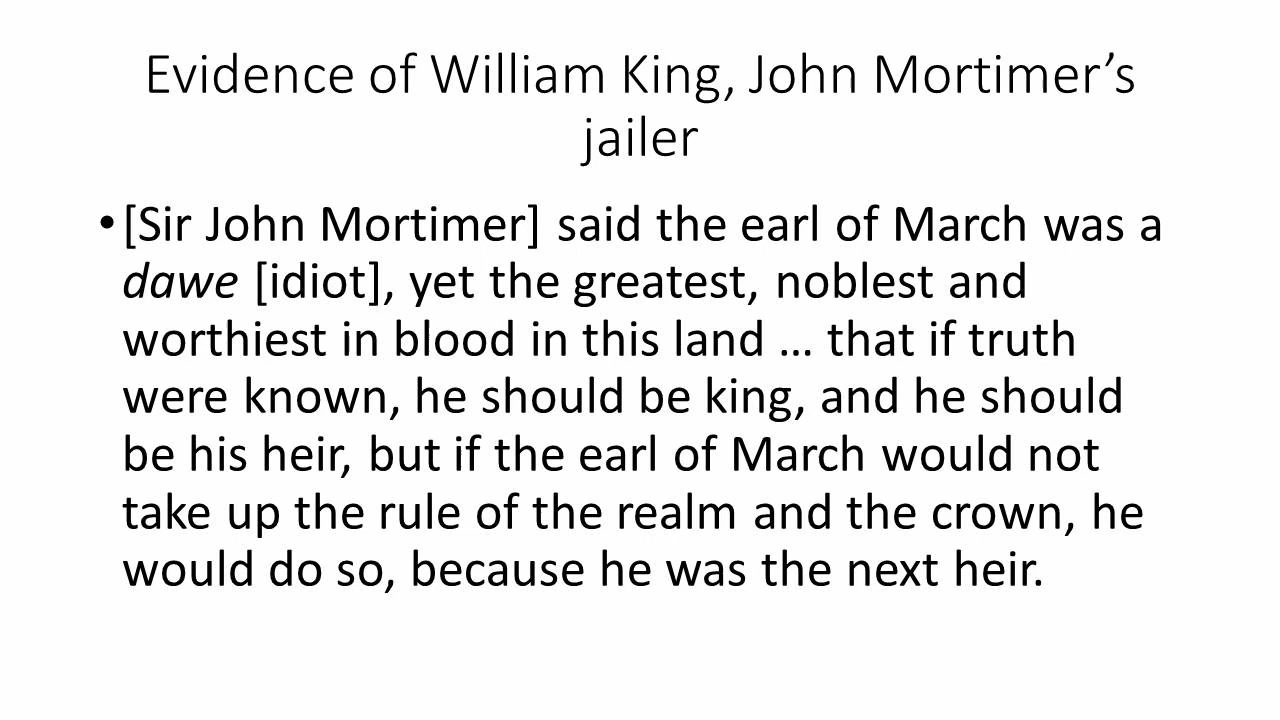 Evidence of William King, John Mortimer’s
jailer
•[Sir John Mortimer] said the earl of March was a
dawe [idiot], yet the greatest, noblest and
worthiest in blood in this land … that if truth
were known, he should be king, and he should
be his heir, but if the earl of March would not
take up the rule of the realm and the crown, he
would do so, because he was the next heir.